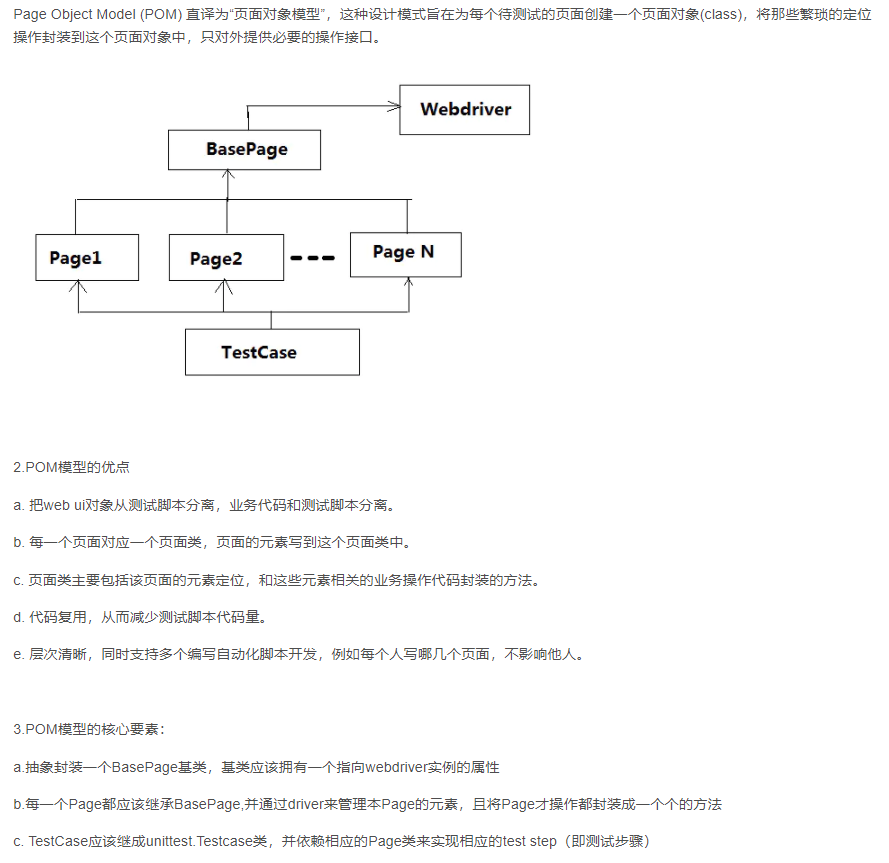 Page Object Model (POM) 直译为“页面对象模型”，这种设计模式旨在为每个待测试的页面创建一个页面对象(class)，将那些繁琐的定位
操作封装到这个页面对象中，只对外提供必要的操作接口。
Webdriver
BasePage
Page1
Page2
Page N
TestCase
2.POM模型的优点
a. 把web ui对象从测试脚本分离，业务代码和测试脚本分离。
b. 每一个页面对应一个页面类，页面的元素写到这个页面类中。
c. 页面类主要包括该页面的元素定位，和这些元素相关的业务操作代码封装的方法。
d. 代码复用，从而减少测试脚本代码量。
e. 层次清晰，同时支持多个编写自动化脚本开发，例如每个人写哪几个页面，不影响他人。
3.POM模型的核心要素：
a.抽象封装一个BasePage基类，基类应该拥有一个指向webdriver实例的属性
b.每一个Page都应该继承BasePage,并通过driver来管理本Page的元素，且将Page才操作都封装成一个个的方法
c. TestCase应该继成unittest.Testcase类，并依赖相应的Page类来实现相应的test step（即测试步骤）